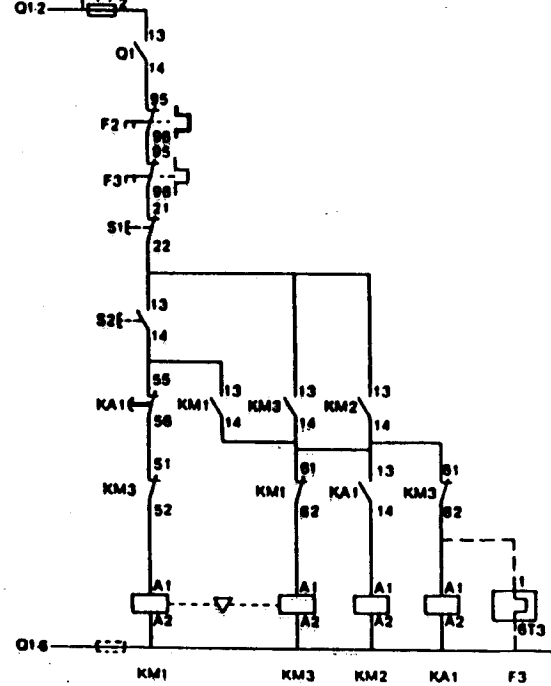 1 2
Q1-2
13
Q1
14
95
F2
96
95
F3
96
21
S1
22
13
S2
14
55
13 13 13
KA1 KM1 KM3 KM2
56 14 14 14
51 61 13 61
KM3 KM1 KA1 KM3
52 62 14 62
1
A1 A1 A1 A1
A2 A2 A2 A2 6T3
Q1-6
KM1 KM3 KM2 KA1 F3